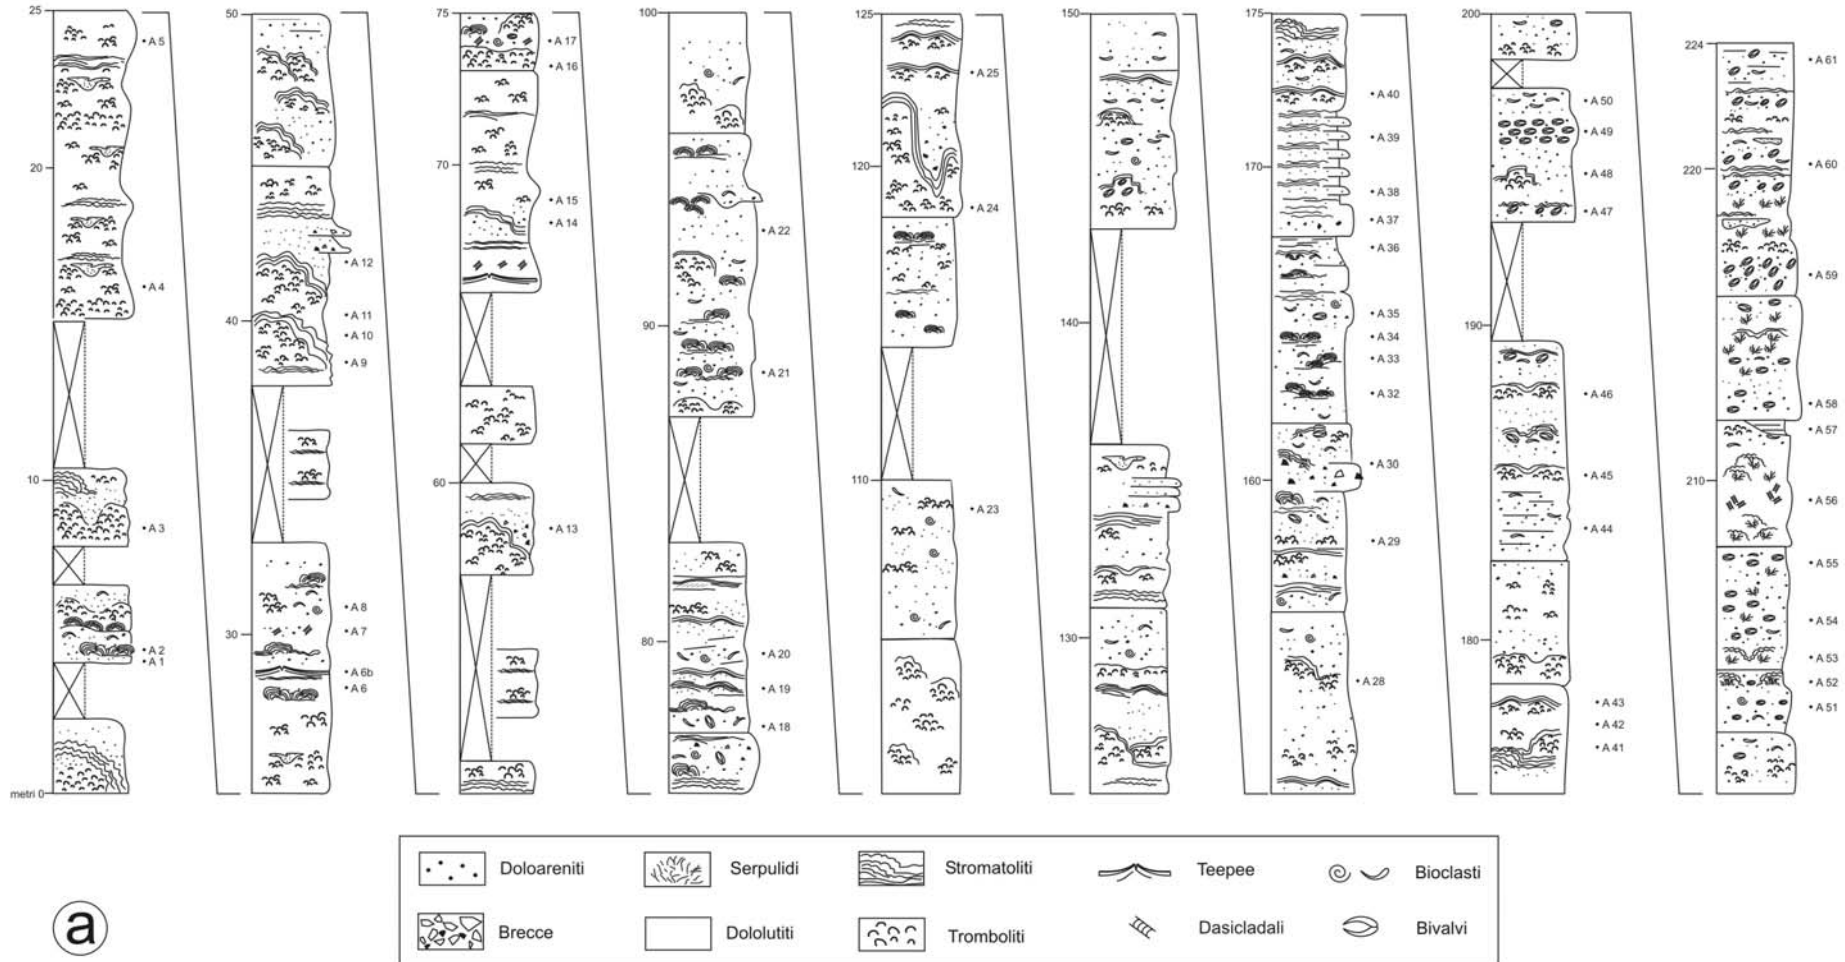 25
A 5
20
A 4
10
A 3
A 2
A 1
metri 0
50
A 12
A 11
40
A 10
A 9
A 8
30
A 7
A 6b
A 6
75
A 17
A 16
70
A 15
A 14
60
A 13
100
A 22
90
A 21
80
A 20
A 19
A 18
125
A 25
120
A 24
110
A 23
150
140
130
175
A 40
A 39
170
A 38
A 37
A 36
A 35
A 34
A 33
A 32
A 30
160
A 29
A 28
200
A 50
A 49
A 48
A 47
190
A 46
A 45
A 44
180
A 43
A 42
A 41
224
A 61
220
A 60
A 59
A 58
A 57
210
A 56
A 55
A 54
A 53
A 52
A 51
Doloareniti
Serpulidi
Stromatoliti
Teepee
Bioclasti
Brecce
Dololutiti
Tromboliti
Dasicladali
Bivalvi
a